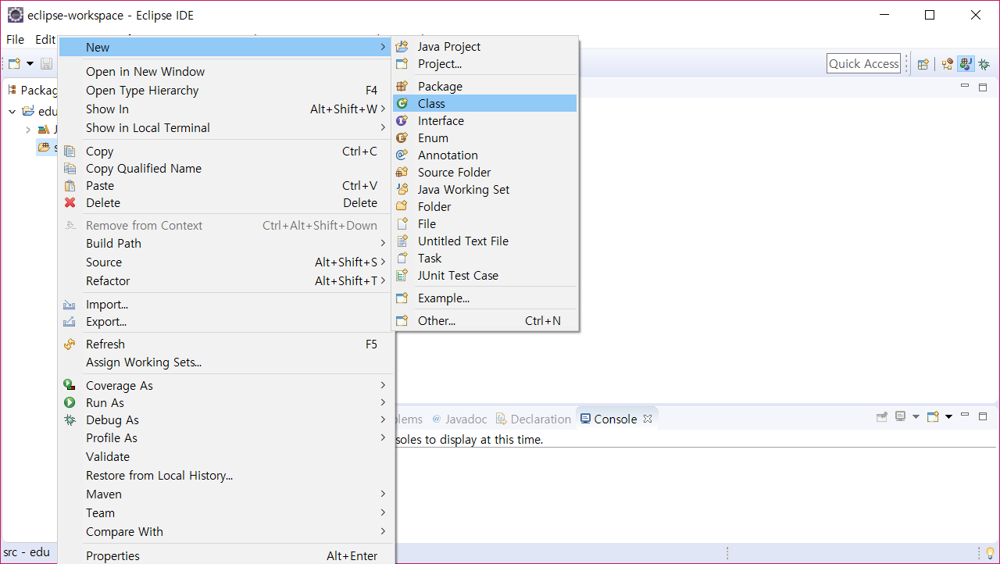 eclipse-workspace - Eclipse IDE
File Edit
Quick Access
Packag
edu
src - edu
New
Open in New Window
Open Type Hierarchy F4
Show In Alt+Shift+W
Show in Local Terminal
Copy Ctrl+C
Copy Qualified Name
Paste Ctrl+V
Delete Delete
Remove from Context Ctrl+Alt+Shift+Down
Build Path
Source Alt+Shift+S
Refactor Alt+Shift+T
Import...
Export...
Refresh F5
Assign Working Sets...
Coverage As
Run As
Debug As
Profile As
Validate
Restore from Local History...
Maven
Team
Compare With
Properties Alt+Enter
Java Project
Project...
Package
Class
Interface
Enum
Annotation
Source Folder
Java Working Set
Folder
File
Untitled Text File
Task
JUnit Test Case
Example...
Other... Ctrl+N
blems @ Javadoc Declaration Console
soles to display at this time.